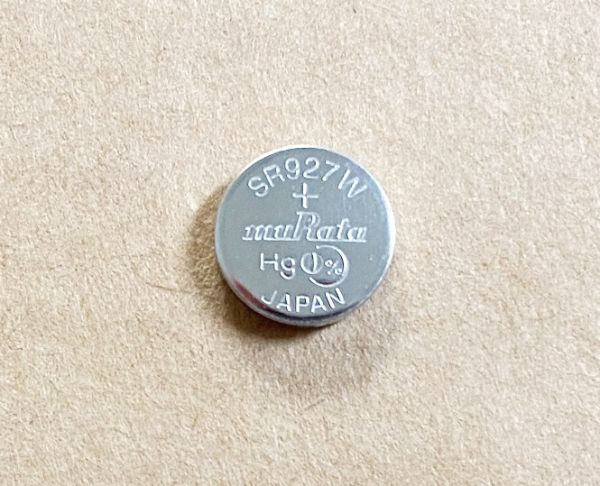 SR927W
+
muRata
Hg 0%
JAPAN